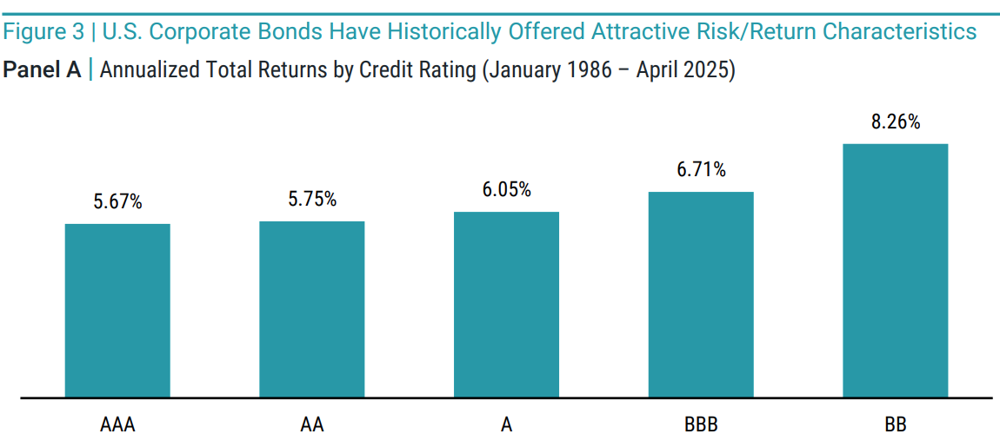 Figure 3 | U.S. Corporate Bonds Have Historically Offered Attractive Risk/Return Characteristics
Panel A | Annualized Total Returns by Credit Rating (January 1986 – April 2025)
8.26%
6.71%
6.05%
5.75%
5.67%
AAA AA A BBB BB